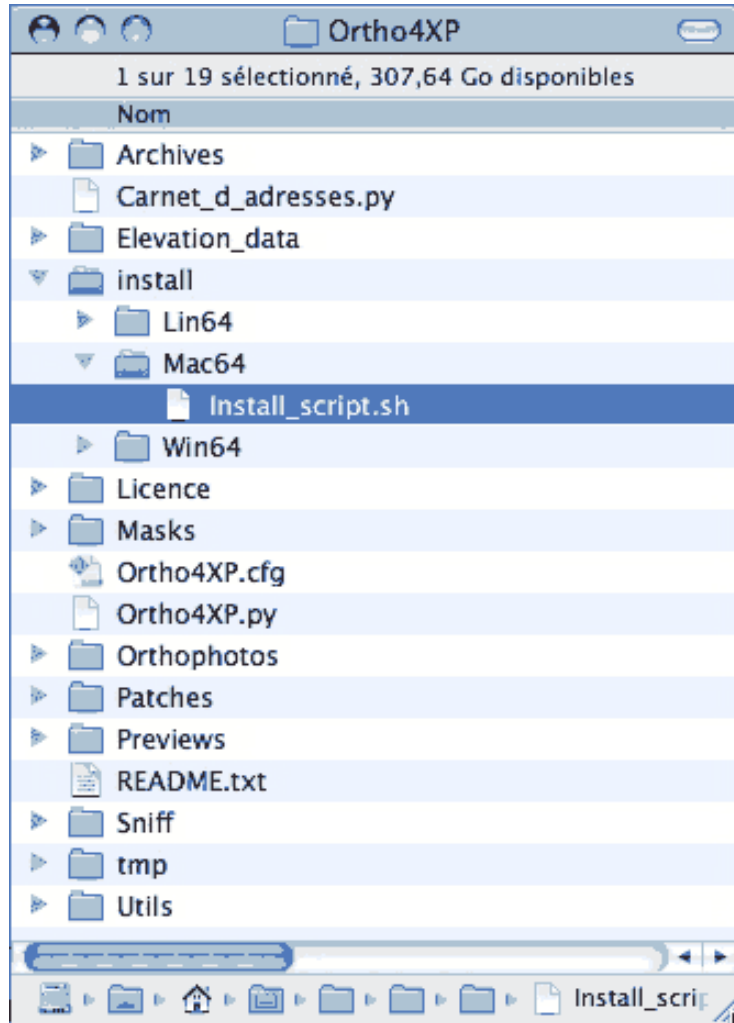 Ortho4XP
1 sur 19 sélectionné, 307,64 Go disponibles
Nom
Archives
Carnet_d_adresses.py
Elevation_data
install
Lin64
Mac64
Install_script.sh
Win64
Licence
Masks
Ortho4XP.cfg
Ortho4XP.py
Orthophotos
Patches
Previews
README.txt
Sniff
tmp
Utils
Install_scrip